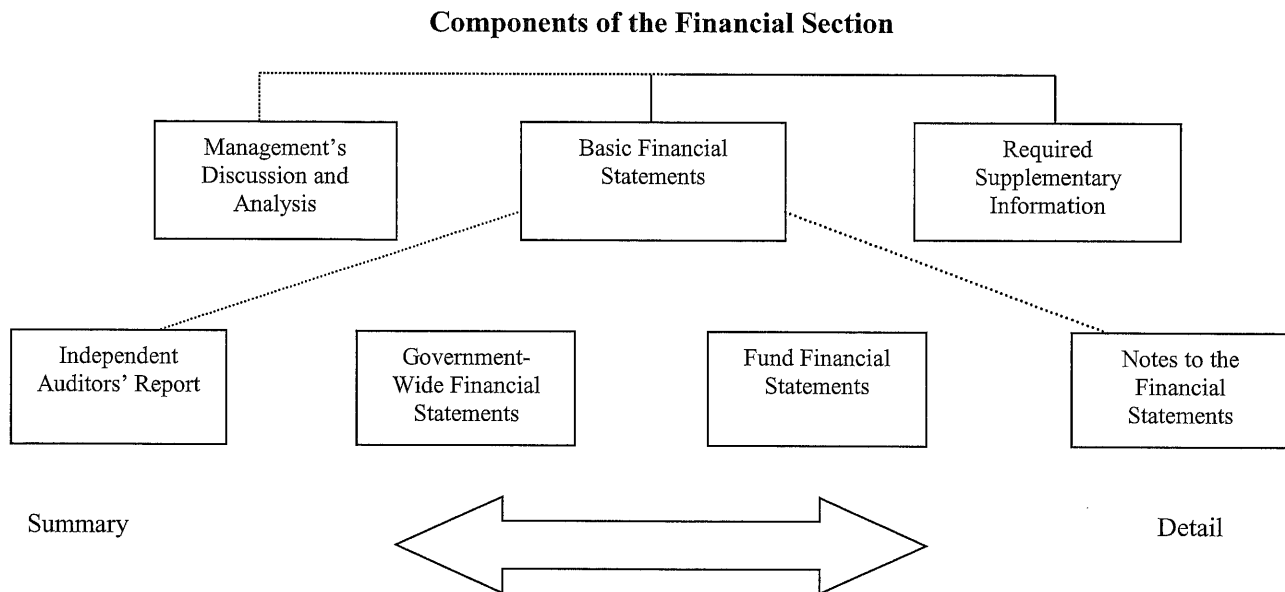 Components of the Financial Section
Management's
Discussion and
Analysis
Basic Financial
Statements
Required
Supplementary
Information
Independent
Auditors' Report
Government-
Wide Financial
Statements
Fund Financial
Statements
Notes to the
Financial
Statements
Summary
Detail